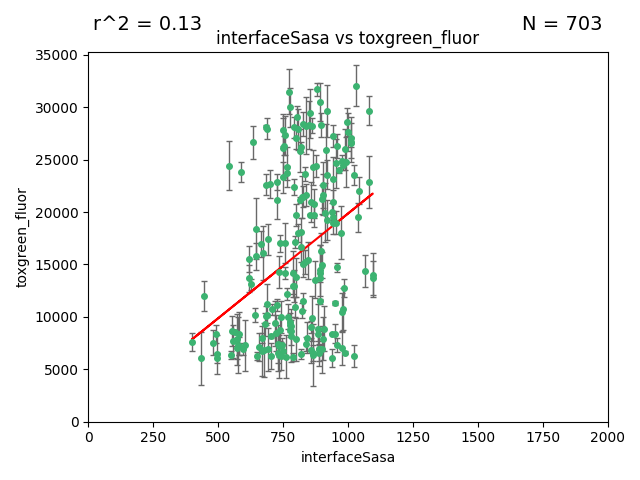 r^2 = 0.13
N = 703
interfaceSasa vs toxgreen_fluor
35000
30000
25000
20000
15000
10000
5000
0
toxgreen_fluor
0 250 500 750 1000 1250 1500 1750 2000
interfaceSasa